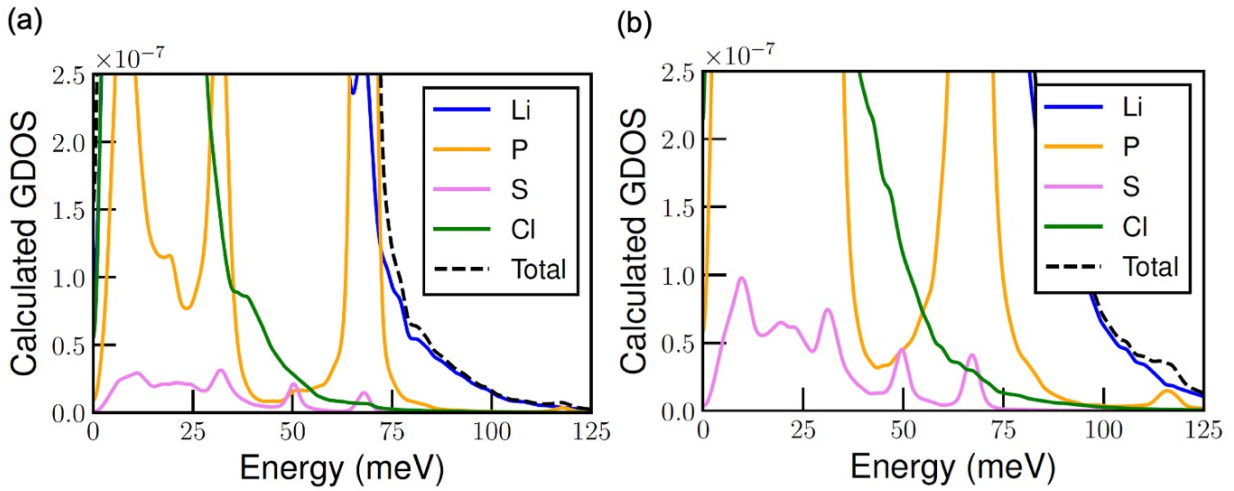 (a)
×10⁻⁷
2.5
2.0
1.5
1.0
0.5
0.0
0 25 50 75 100 125
Calculated GDOS
Energy (meV)
Li
P
S
Cl
Total
(b)
×10⁻⁷
2.5
2.0
1.5
1.0
0.5
0.0
0 25 50 75 100 125
Calculated GDOS
Energy (meV)
Li
P
S
Cl
Total